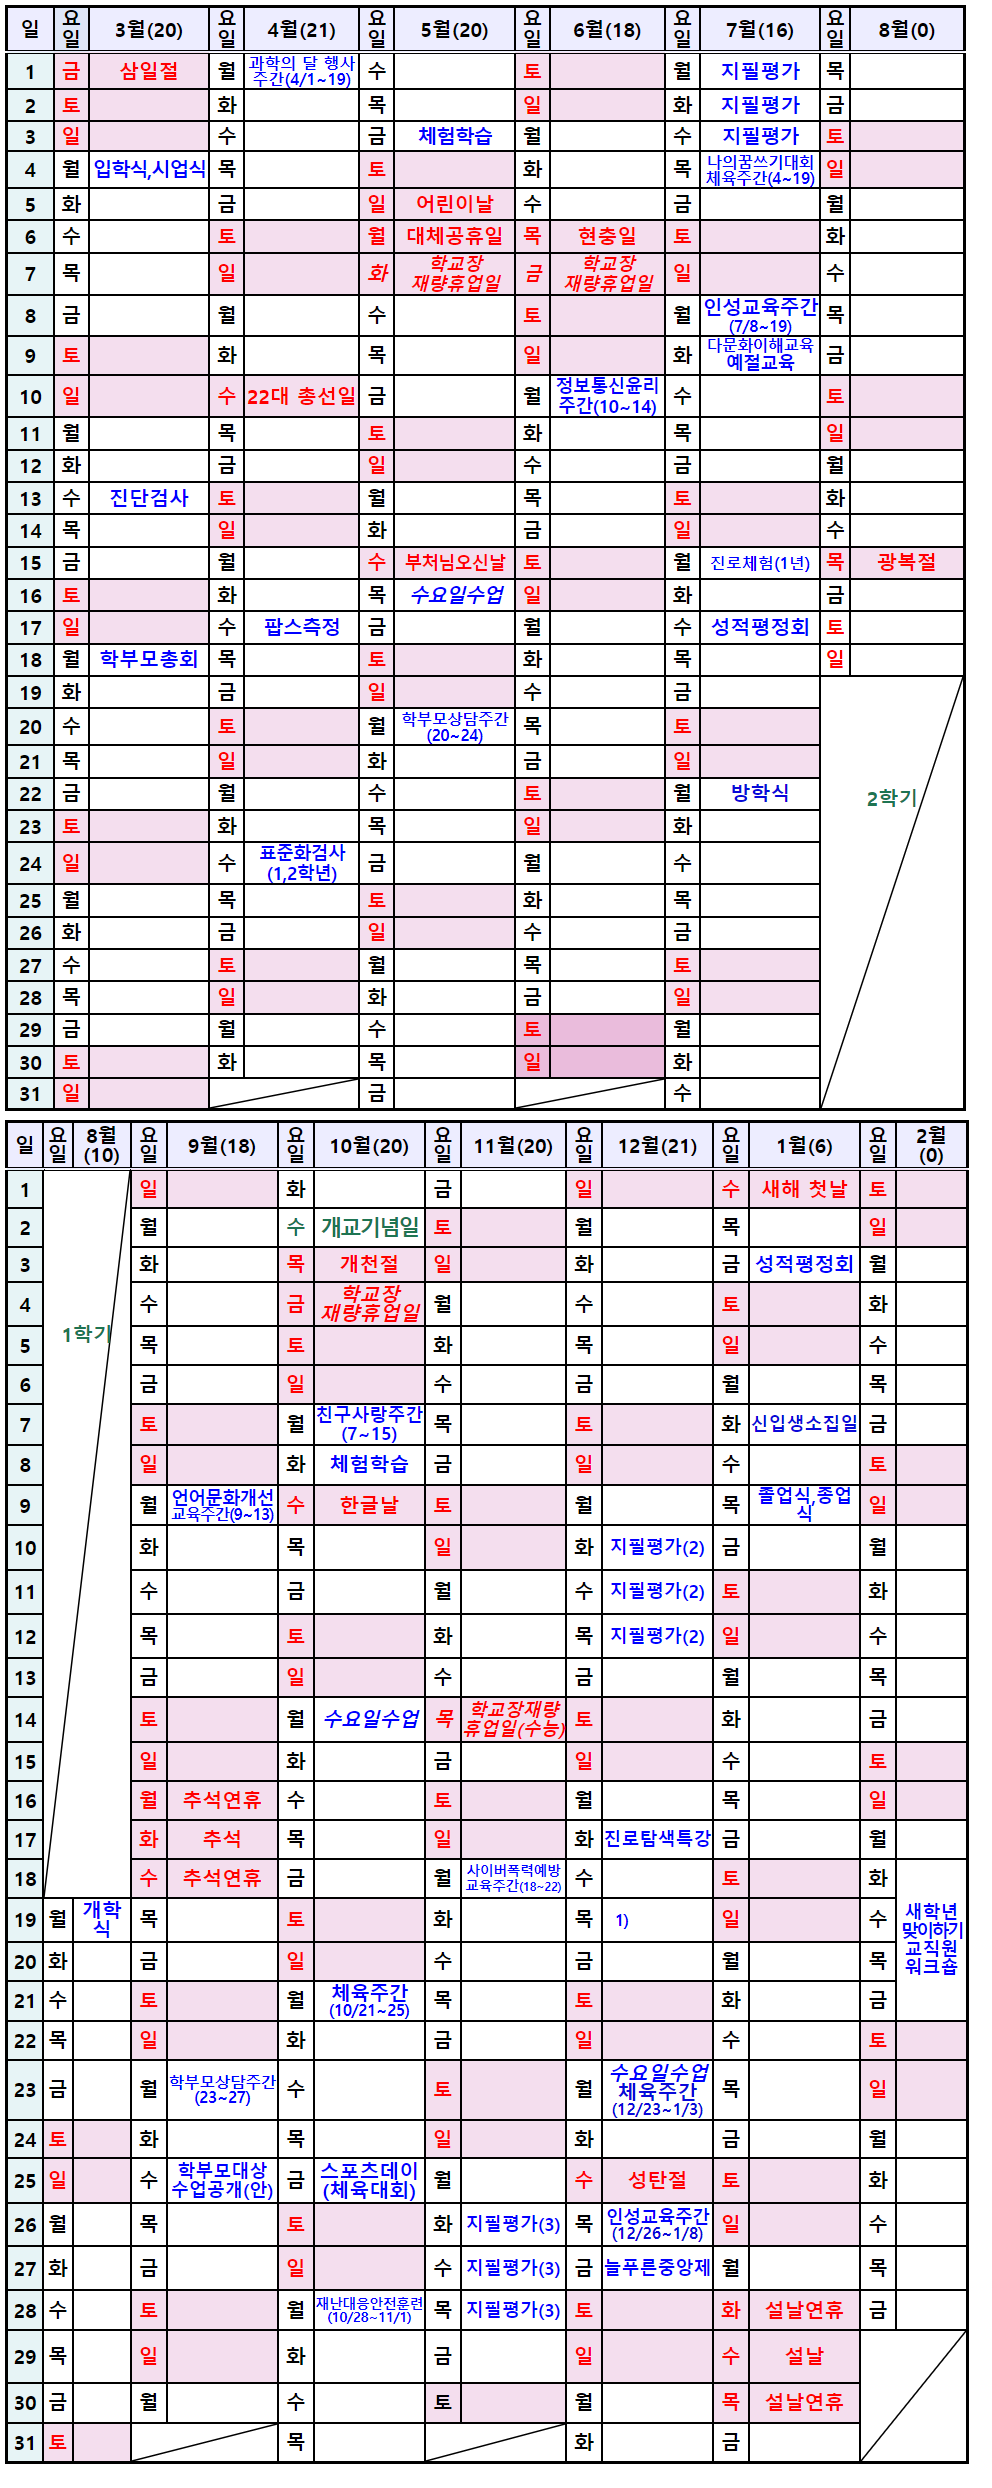 일 요일 3월(20) 요일 4월(21) 요일 5월(20) 요일 6월(18) 요일 7월(16) 요일 8월(0)
1 금 삼일절 월 과학의 달 행사 주간(4/1~19) 수 토 월 지필평가 목
2 토 화 목 일 화 지필평가 금
3 일 수 금 체험학습 월 수 지필평가 토
4 월 입학식,시업식 목 토 화 목 나의꿈쓰기대회 체육주간(4~19) 일
5 화 금 일 어린이날 수 금 월
6 수 토 월 대체공휴일 목 현충일 토 화
7 목 일 화 학교장 재량휴업일 금 학교장 재량휴업일 일 수
8 금 월 수 토 월 인성교육주간 (7/8~19) 목
9 토 화 목 일 화 다문화이해교육 예절교육 금
10 일 수 22대 총선일 금 월 정보통신윤리 주간(10~14) 수 토
11 월 목 토 화 목 일
12 화 금 일 수 금 월
13 수 진단검사 토 월 목 토 화
14 목 일 화 금 일 수
15 금 월 수 부처님오신날 토 월 진로체험(1년) 목 광복절
16 토 화 목 수요일수업 일 화 금
17 일 수 팝스측정 금 월 수 성적평정회 토
18 월 학부모총회 목 토 화 목 일
19 화 금 일 수 금
20 수 토 월 학부모상담주간 (20~24) 목 토
21 목 일 화 금 일
22 금 월 수 토 월 방학식 2학기
23 토 화 목 일 화
24 일 수 표준화검사 (1,2학년) 금 월 수
25 월 목 토 화 목
26 화 금 일 수 금
27 수 토 월 목 토
28 목 일 화 금 일
29 금 월 수 토 월
30 토 화 목 일 화
31 일 금 수
일 요일 8월 (10) 요일 9월(18) 요일 10월(20) 요일 11월(20) 요일 12월(21) 요일 1월(6) 요일 2월 (0)
1 일 화 금 일 수 새해 첫날 토
2 월 수 개교기념일 토 월 목 일
3 화 목 개천절 일 화 금 성적평정회 월
4 수 금 학교장 재량휴업일 월 수 토 화
5 1학기 목 토 화 목 일 수
6 금 일 수 금 월 목
7 토 월 친구사랑주간 (7~15) 목 토 화 신입생소집일 금
8 일 화 체험학습 금 일 수 토
9 월 언어문화개선 교육주간(9~13) 수 한글날 토 월 목 졸업식,종업식 일
10 화 목 일 화 지필평가(2) 금 월
11 수 금 월 수 지필평가(2) 토 화
12 목 토 화 목 지필평가(2) 일 수
13 금 일 수 금 월 목
14 토 월 수요일수업 목 학교장재량 휴업일(수능) 토 화 금
15 일 화 금 일 수 토
16 월 추석연휴 수 토 월 목 일
17 화 추석 목 일 화 진로탐색특강 금 월
18 수 추석연휴 금 월 사이버폭력예방 교육주간(18~22) 수 토 화
19 월 개학식 목 토 화 목 1) 일 수 새학년 맞이하기 교직원 워크숍
20 화 금 일 수 금 월 목
21 수 토 월 체육주간 (10/21~25) 목 토 화 금
22 목 일 화 금 일 수 토
23 금 월 학부모상담주간 (23~27) 수 토 월 수요일수업 체육주간 (12/23~1/3) 목 일
24 토 화 목 일 화 금 월
25 일 수 학부모대상 수업공개(안) 금 스포츠데이 (체육대회) 월 수 성탄절 토 화
26 월 목 토 화 지필평가(3) 목 인성교육주간 (12/26~1/8) 일 수
27 화 금 일 수 지필평가(3) 금 늘푸른중앙제 월 목
28 수 토 월 재난대응안전훈련 (10/28~11/1) 목 지필평가(3) 토 화 설날연휴 금
29 목 일 화 금 일 수 설날
30 금 월 수 토 월 목 설날연휴
31 토 목 화 금